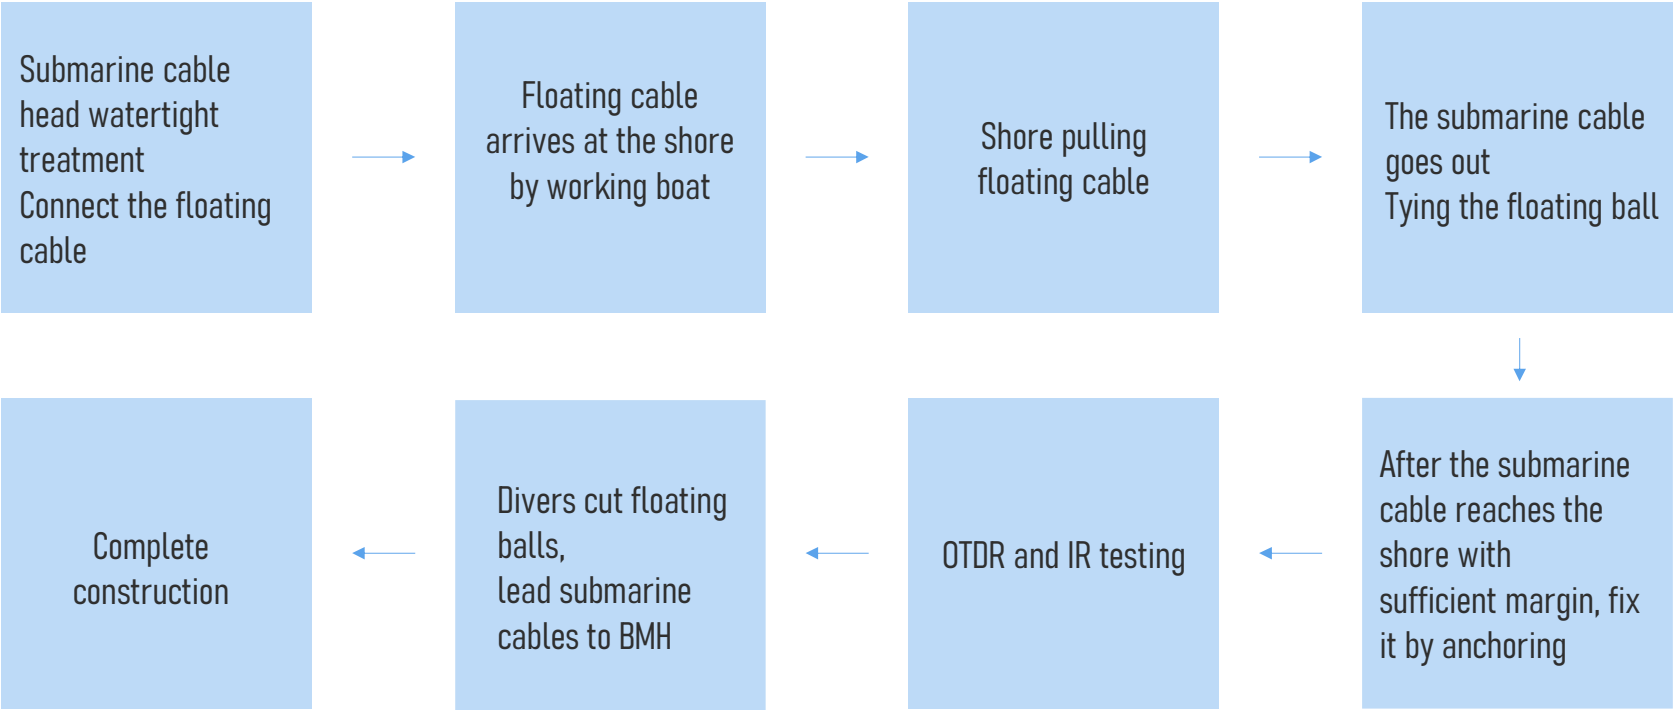 Submarine cable
head watertight
treatment
Connect the floating
cable
Floating cable
arrives at the shore
by working boat
Shore pulling
floating cable
The submarine cable
goes out
Tying the floating ball
After the submarine
cable reaches the
shore with
sufficient margin, fix
it by anchoring
OTDR and IR testing
Divers cut floating
balls,
lead submarine
cables to BMH
Complete
construction